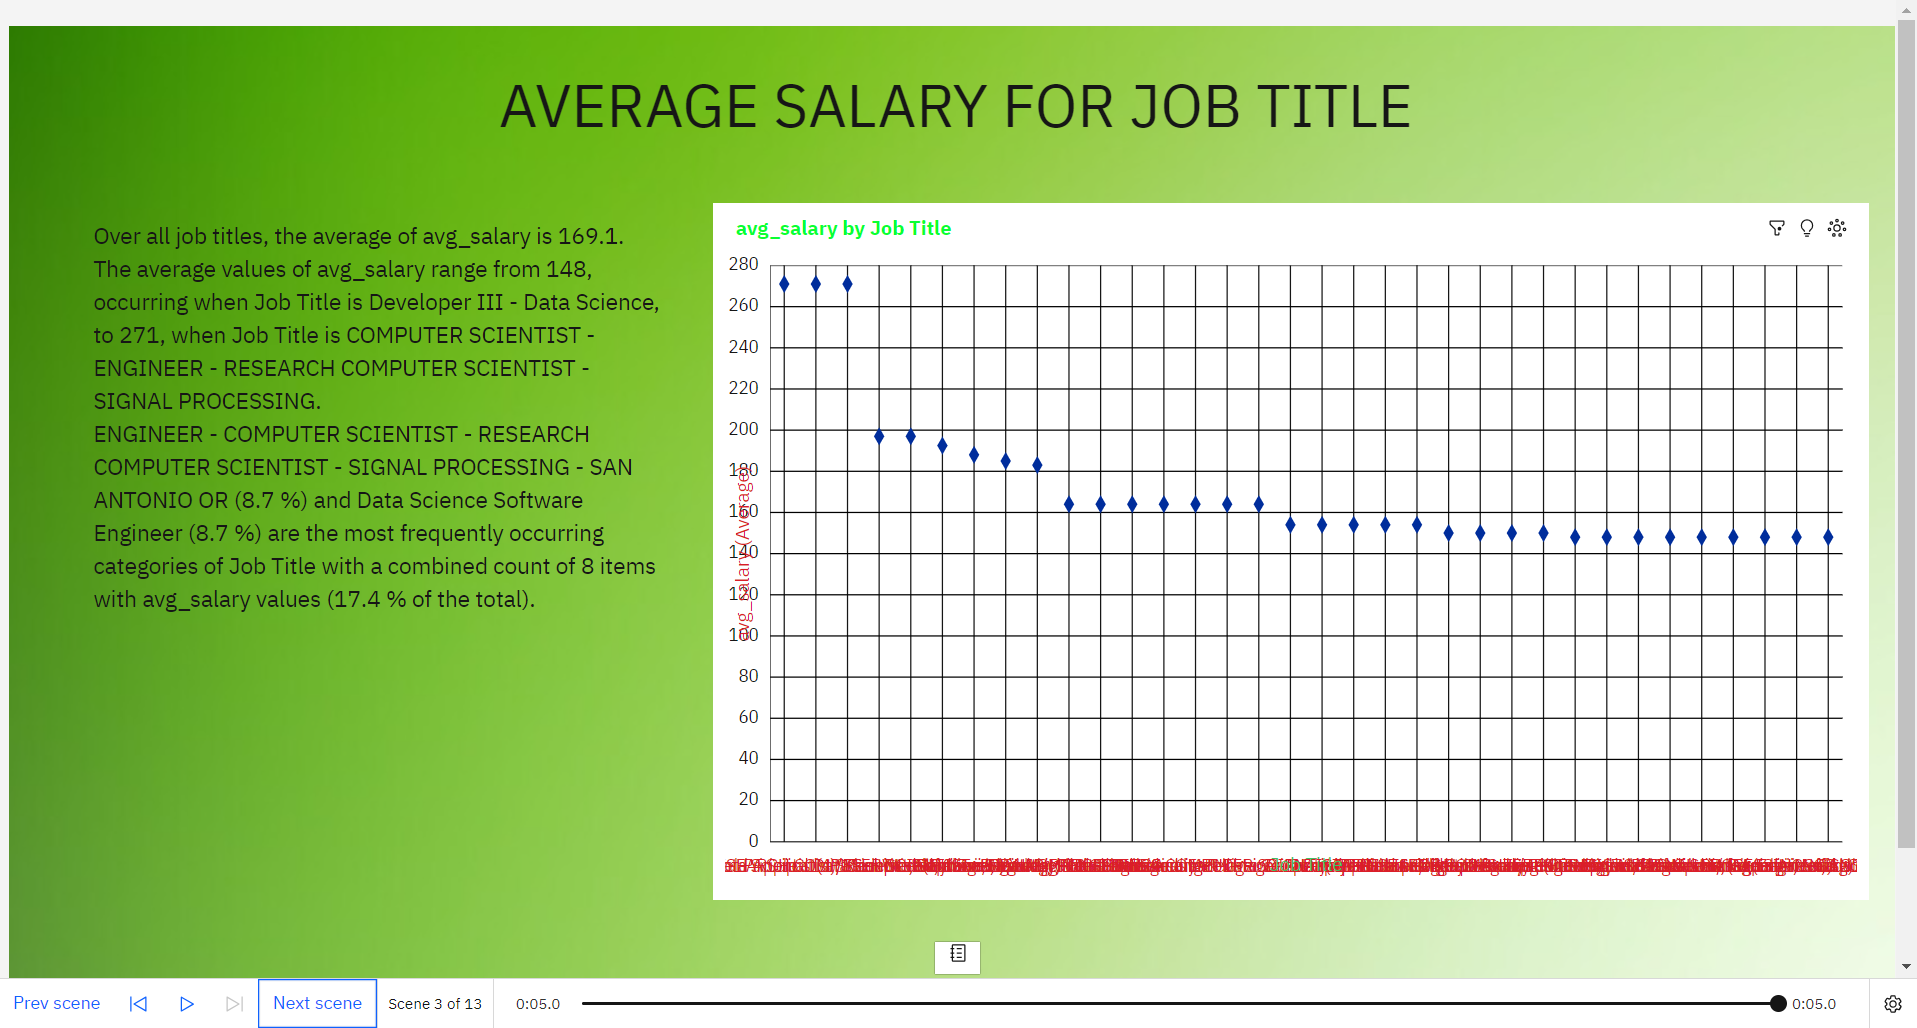 AVERAGE SALARY FOR JOB TITLE
Over all job titles, the average of avg_salary is 169.1.
The average values of avg_salary range from 148,
occurring when Job Title is Developer III - Data Science,
to 271, when Job Title is COMPUTER SCIENTIST -
ENGINEER - RESEARCH COMPUTER SCIENTIST -
SIGNAL PROCESSING.
ENGINEER - COMPUTER SCIENTIST - RESEARCH
COMPUTER SCIENTIST - SIGNAL PROCESSING - SAN
ANTONIO OR (8.7 %) and Data Science Software
Engineer (8.7 %) are the most frequently occurring
categories of Job Title with a combined count of 8 items
with avg_salary values (17.4 % of the total).
avg_salary by Job Title
280
260
240
220
200
180
160
140
120
100
80
60
40
20
0
avg_salary (Average)
Job Title
Prev scene
Next scene
Scene 3 of 13
0:05.0
0:05.0